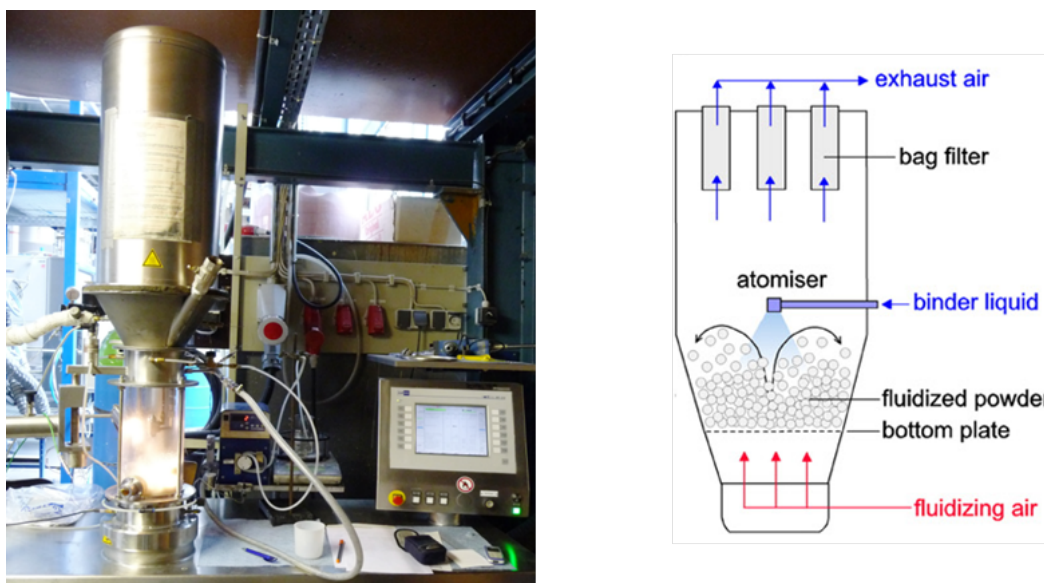 exhaust air
bag filter
atomiser
binder liquid
fluidized powder
bottom plate
fluidizing air